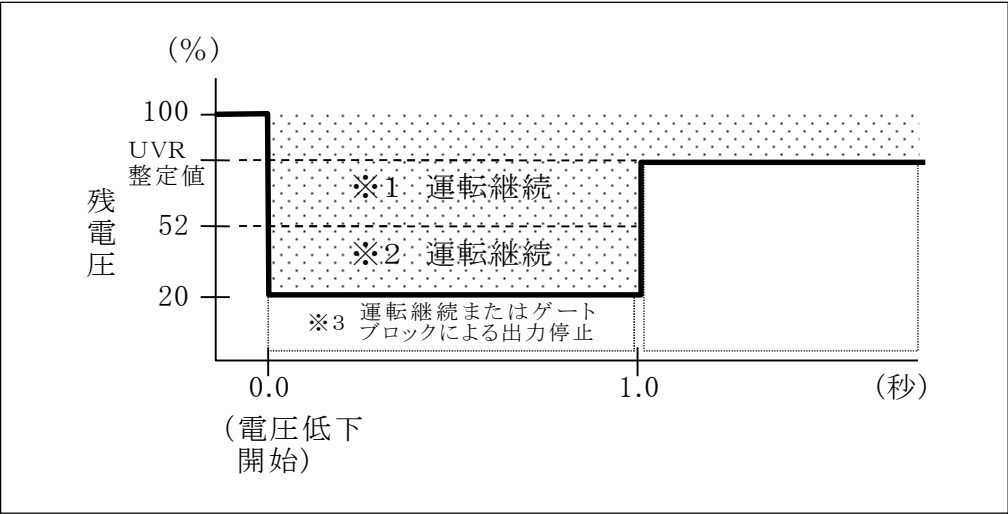 (%)
100
UVR
整定値
※1 運転継続
残電圧
52
※2 運転継続
20
※3 運転継続またはゲート
ブロックによる出力停止
0.0
1.0
(秒)
(電圧低下
開始)